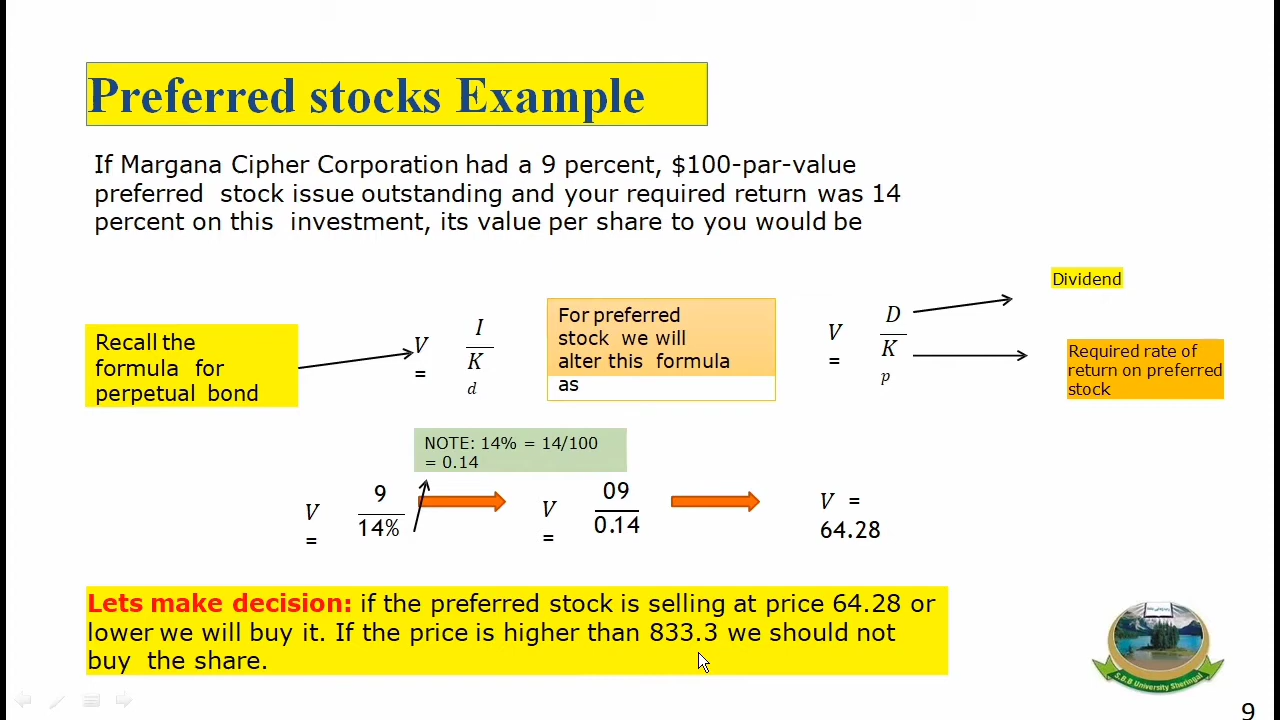 Preferred stocks Example
If Margana Cipher Corporation had a 9 percent, $100-par-value
preferred stock issue outstanding and your required return was 14
percent on this investment, its value per share to you would be
Recall the
formula for
perpetual bond
V
=
I
K
d
For preferred
stock we will
alter this formula
as
V
=
D
K
p
Dividend
Required rate of
return on preferred
stock
NOTE: 14% = 14/100
= 0.14
V
=
9
14%
V
=
09
0.14
V =
64.28
Lets make decision: if the preferred stock is selling at price 64.28 or
lower we will buy it. If the price is higher than 833.3 we should not
buy the share.
S.B.B University Sheringal
9